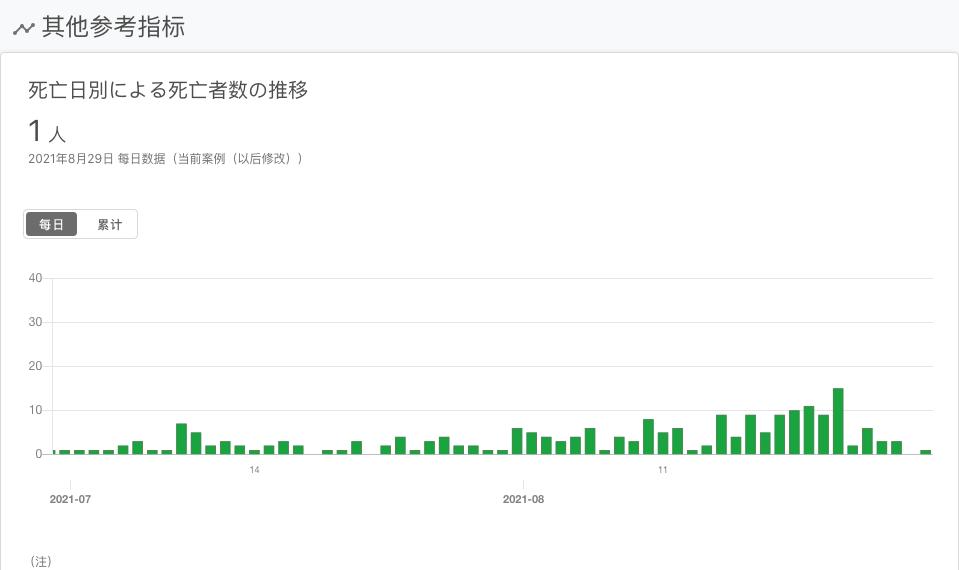 其他参考指标
死亡日別による死亡者数の推移
1 人
2021年8月29日 每日数据（当前案例（以后修改））
每日 累计
40
30
20
10
0
14 11
2021-07 2021-08
（注）